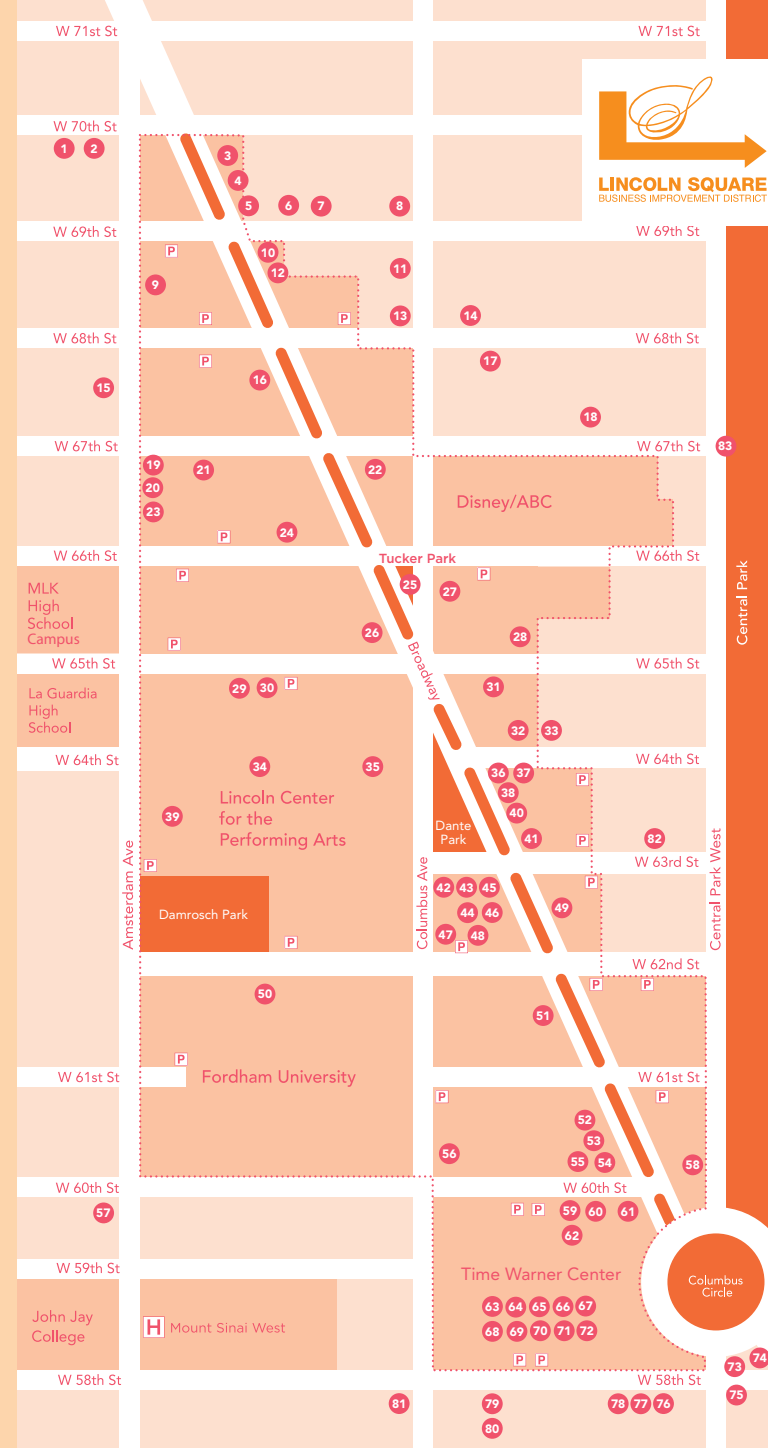 W 71st St
W 71st St
LINCOLN SQUARE
BUSINESS IMPROVEMENT DISTRICT
W 70th St
1 2
3
4
5 6 7 8
W 69th St
W 69th St
P
10
11
12
9
P
P
13
14
W 68th St
W 68th St
P
17
16
15
18
W 67th St
W 67th St
83
19
21
22
20
Disney/ABC
23
24
P
W 66th St
Tucker Park
W 66th St
P
P
25
27
MLK
High
School
Campus
Central Park
26
28
P
W 65th St
W 65th St
Broadway
29 30 P
31
La Guardia
High
School
32 33
W 64th St
W 64th St
34
35
36 37
P
38
40
Lincoln Center
for the
Performing Arts
39
Dante
Park
41
P
82
P
W 63rd St
Amsterdam Ave
Columbus Ave
Central Park West
42 43 45
P
44 46
49
Damrosch Park
47 48
P
P
W 62nd St
P
P
50
51
P
W 61st St
Fordham University
W 61st St
P
P
52
53
56
55 54
58
W 60th St
W 60th St
57
P P
59 60 61
62
W 59th St
Time Warner Center
Columbus
Circle
63 64 65 66 67
68 69 70 71 72
John Jay
College
H Mount Sinai West
P P
74
73
W 58th St
W 58th St
75
81
79
78 77 76
80